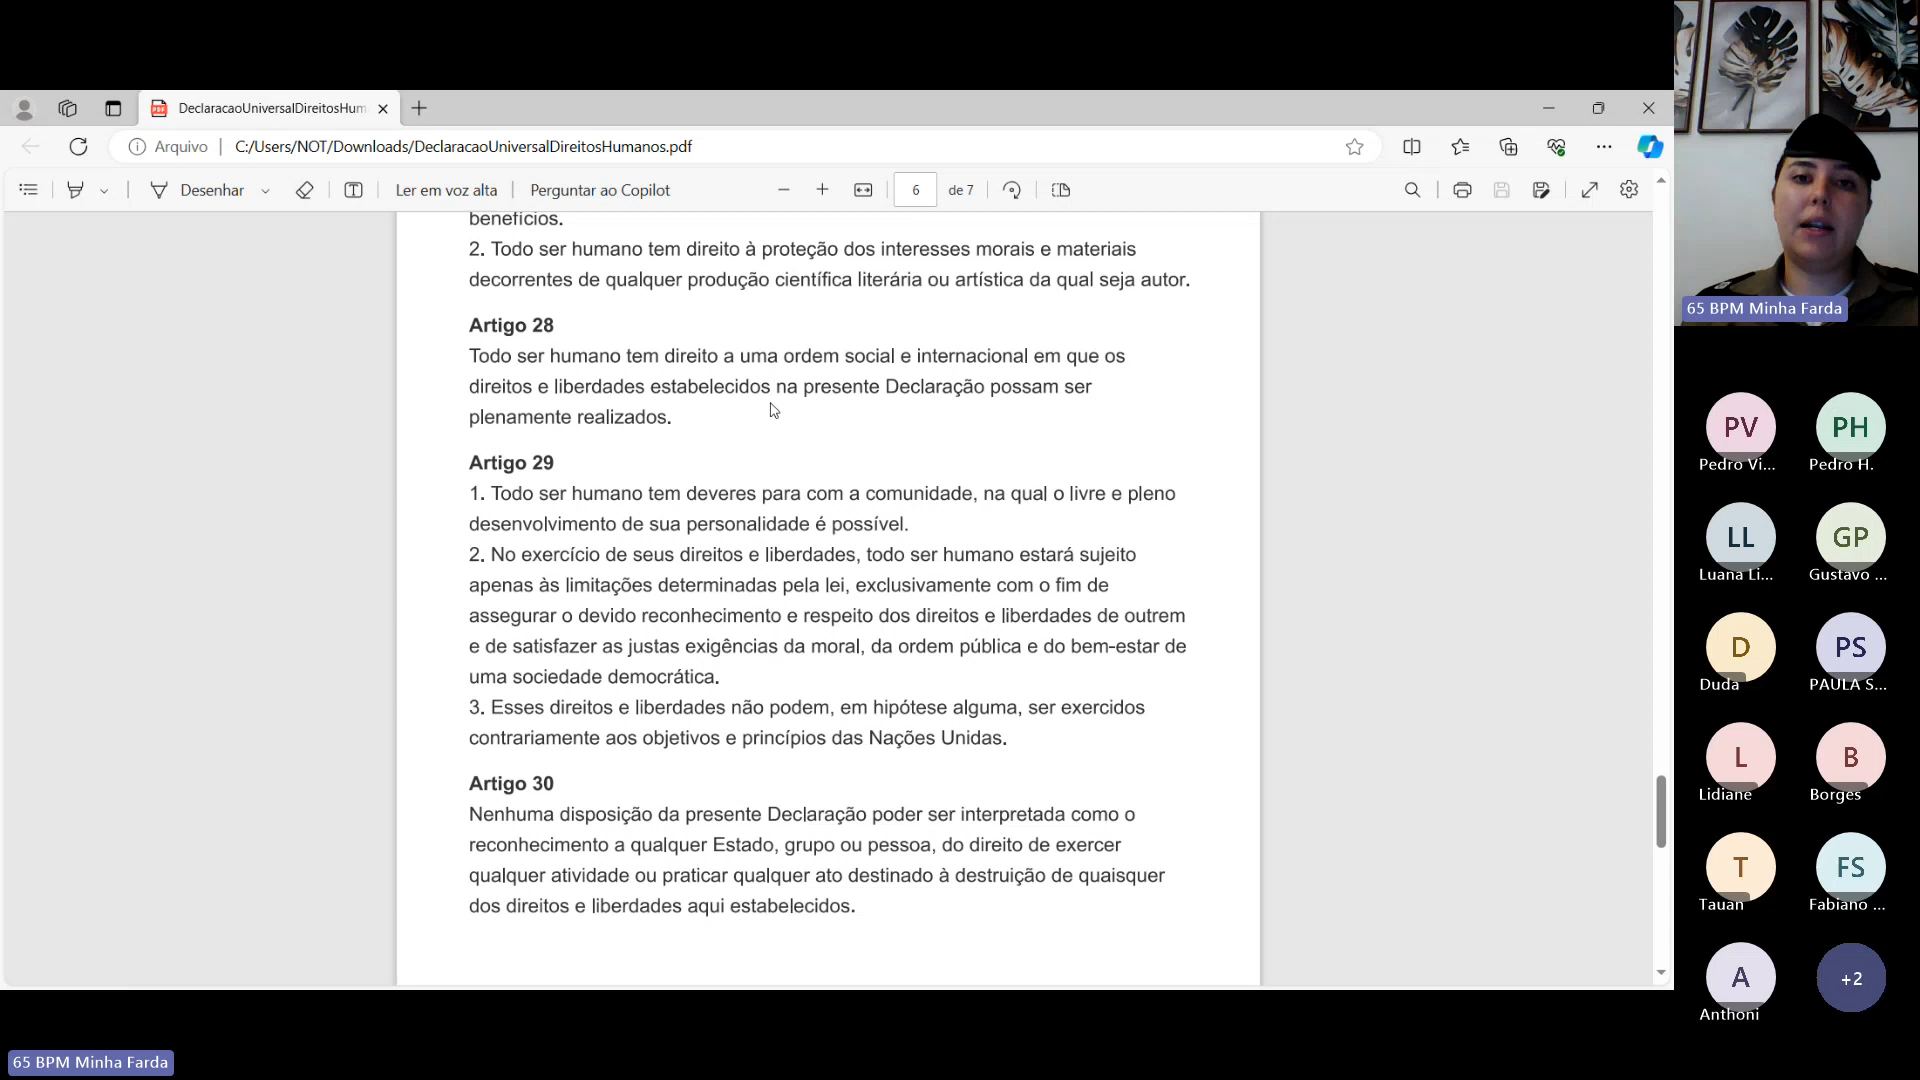 DeclaracaoUniversalDireitosHum
Arquivo
C:/Users/NOT/Downloads/DeclaracaoUniversalDireitosHumanos.pdf
Desenhar
Ler em voz alta
Perguntar ao Copilot
6
de 7
benefícios.
2. Todo ser humano tem direito à proteção dos interesses morais e materiais
decorrentes de qualquer produção científica literária ou artística da qual seja autor.
Artigo 28
Todo ser humano tem direito a uma ordem social e internacional em que os
direitos e liberdades estabelecidos na presente Declaração possam ser
plenamente realizados.
Artigo 29
1. Todo ser humano tem deveres para com a comunidade, na qual o livre e pleno
desenvolvimento de sua personalidade é possível.
2. No exercício de seus direitos e liberdades, todo ser humano estará sujeito
apenas às limitações determinadas pela lei, exclusivamente com o fim de
assegurar o devido reconhecimento e respeito dos direitos e liberdades de outrem
e de satisfazer as justas exigências da moral, da ordem pública e do bem-estar de
uma sociedade democrática.
3. Esses direitos e liberdades não podem, em hipótese alguma, ser exercidos
contrariamente aos objetivos e princípios das Nações Unidas.
Artigo 30
Nenhuma disposição da presente Declaração poder ser interpretada como o
reconhecimento a qualquer Estado, grupo ou pessoa, do direito de exercer
qualquer atividade ou praticar qualquer ato destinado à destruição de quaisquer
dos direitos e liberdades aqui estabelecidos.
65 BPM Minha Farda
PV
Pedro Vi...
PH
Pedro H.
LL
Luana Li...
GP
Gustavo ...
D
Duda
PS
PAULA S...
L
Lidiane
B
Borges
T
Tauan
FS
Fabiano ...
A
Anthoni
+2
65 BPM Minha Farda